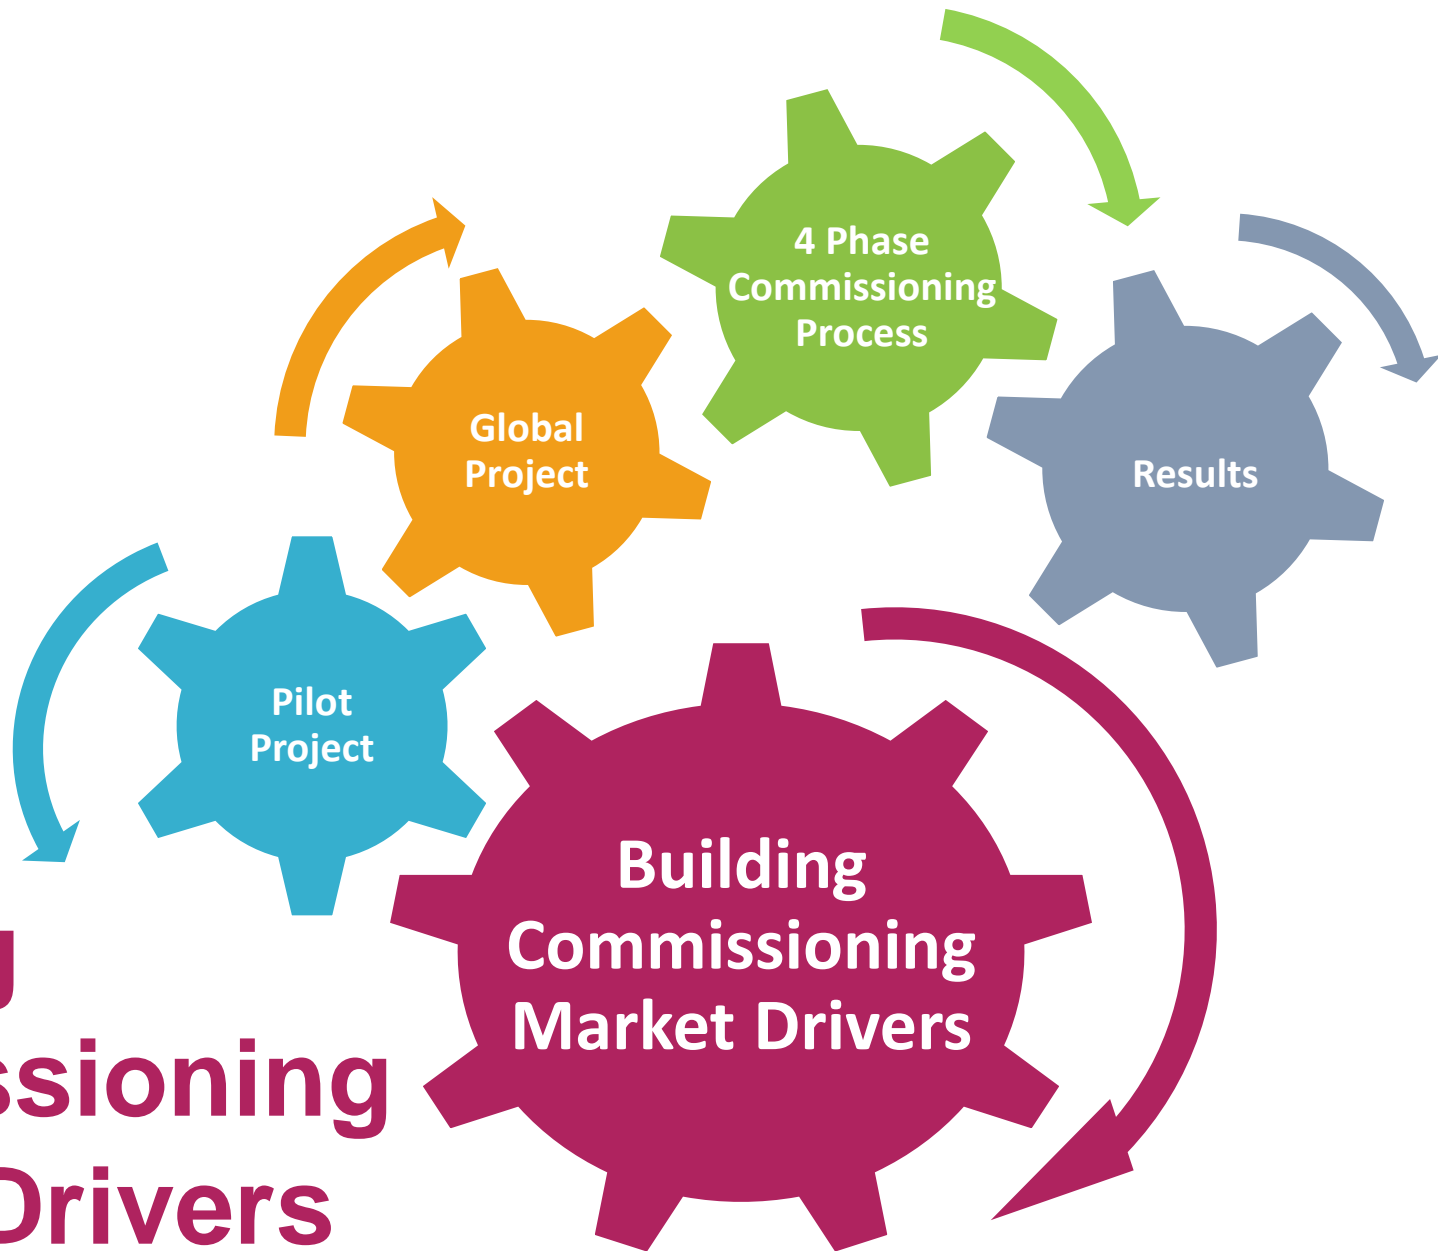 4 Phase
Commissioning
Process
Global
Project
Results
Pilot
Project
Building
Commissioning
Market Drivers
ssioning
Drivers